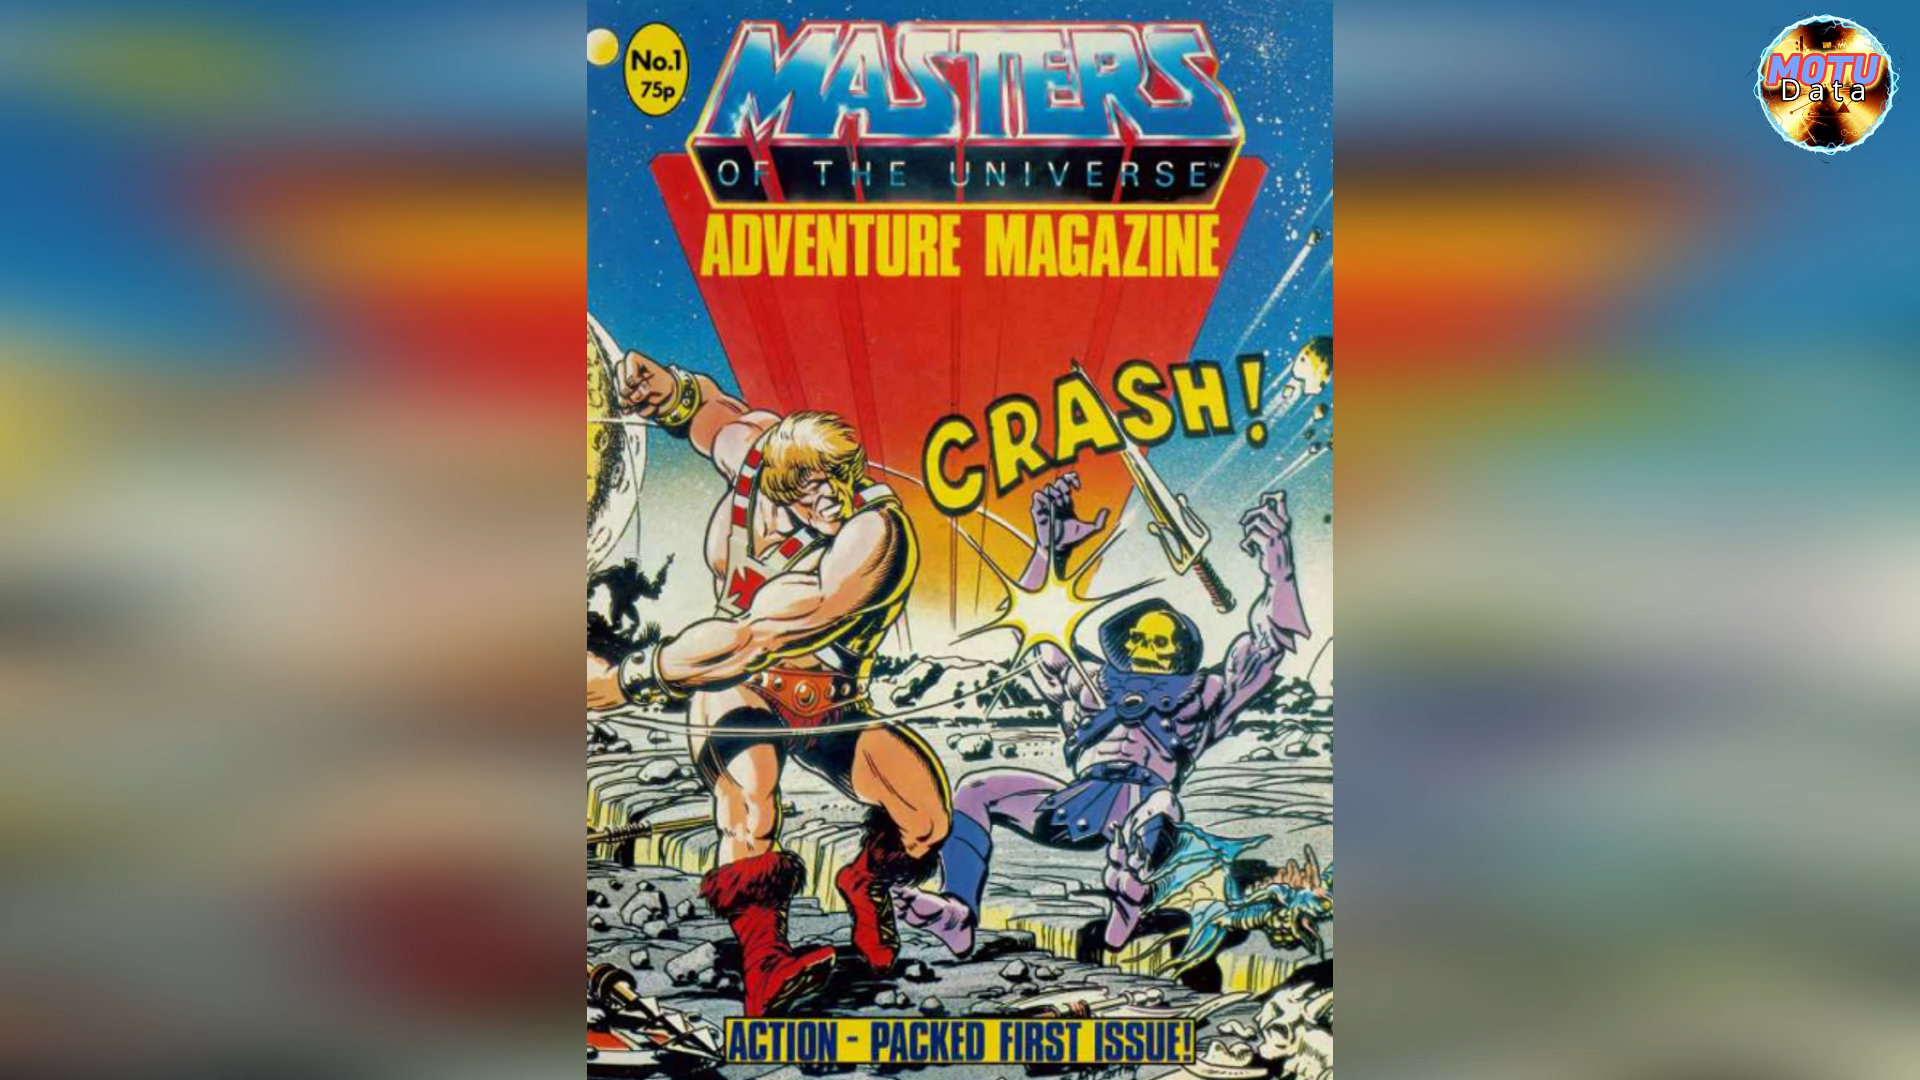 No.1
75p
MASTERS
OF THE UNIVERSE™
ADVENTURE MAGAZINE
CRASH!
ACTION - PACKED FIRST ISSUE!
MOTU
Data